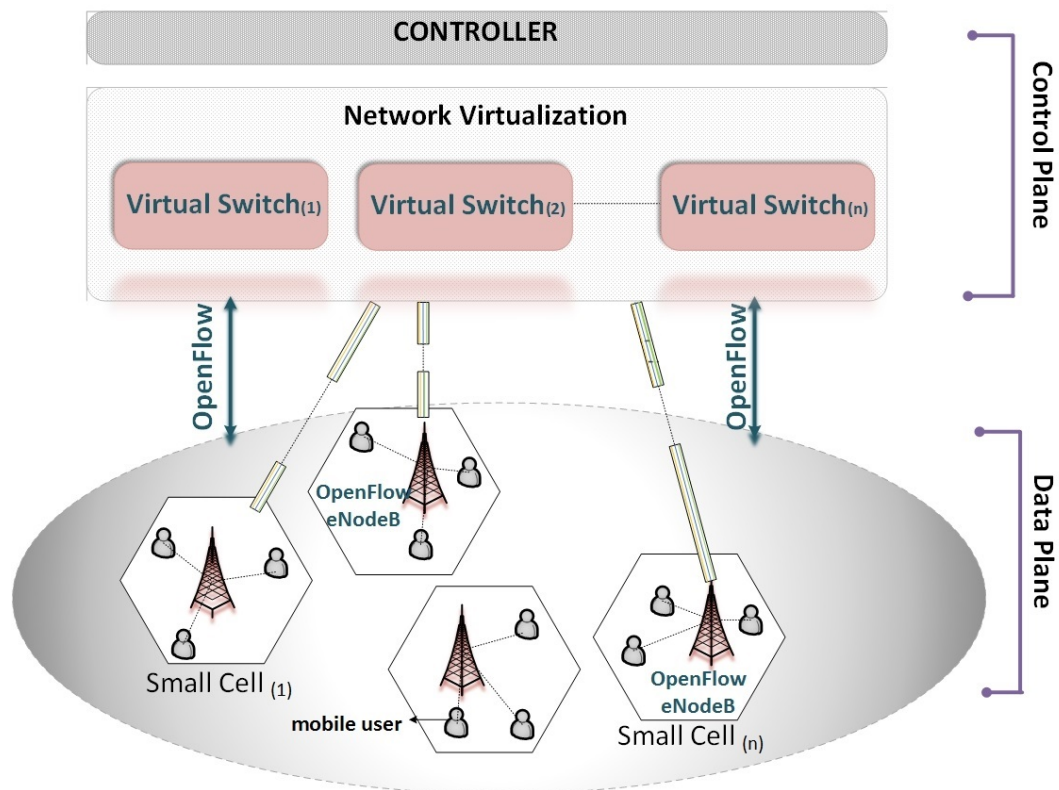 CONTROLLER
Network Virtualization
Virtual Switch(1)
Virtual Switch(2)
Virtual Switch(n)
Control Plane
OpenFlow
OpenFlow
OpenFlow
eNodeB
Data Plane
Small Cell (1)
OpenFlow
eNodeB
mobile user
Small Cell (n)